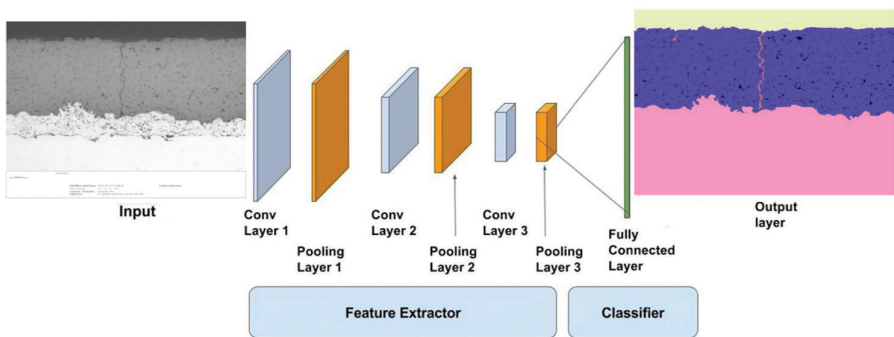 Input
Conv
Layer 1
Pooling
Layer 1
Conv
Layer 2
Pooling
Layer 2
Conv
Layer 3
Pooling
Layer 3
Fully
Connected
Layer
Output
layer
Feature Extractor
Classifier